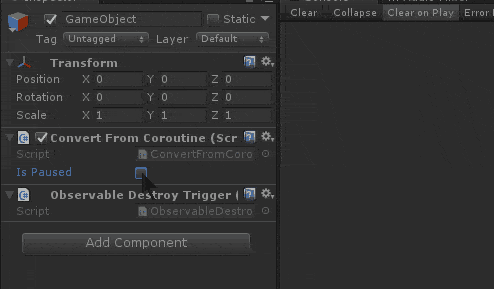 Clear Collapse Clear on Play Error
GameObject Static
Tag Untagged Layer Default
Transform
Position X 0 Y 0 Z 0
Rotation X 0 Y 0 Z 0
Scale X 1 Y 1 Z 1
Convert From Coroutine (Scr
Script ConvertFromCoro
Is Paused
Observable Destroy Trigger (
Script ObservableDestro
Add Component